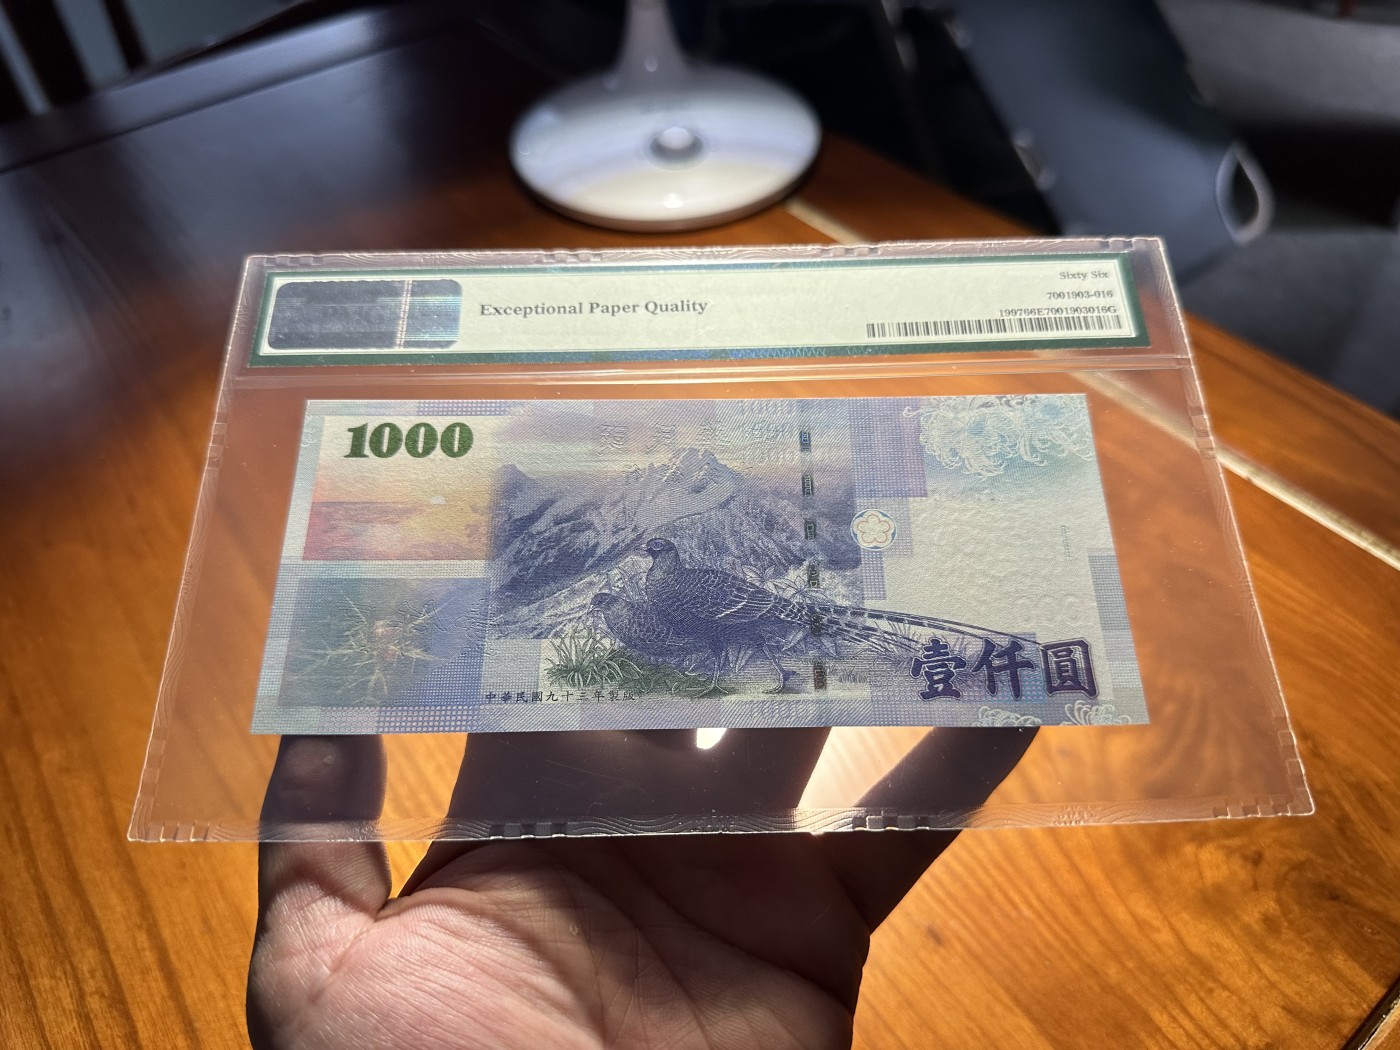 Sixty Six
Exceptional Paper Quality
7001903-016
199766E7001903016G
1000
中華民國九十三年製版
壹仟圓